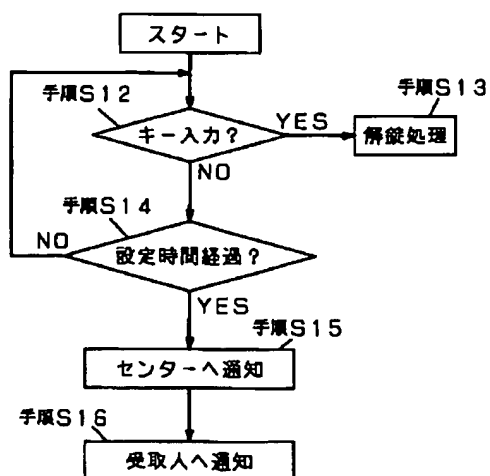 スタート
手順S12
キー入力?
YES
手順S13
解錠処理
NO
手順S14
NO
設定時間経過?
YES
手順S15
センターへ通知
手順S16
受取人へ通知